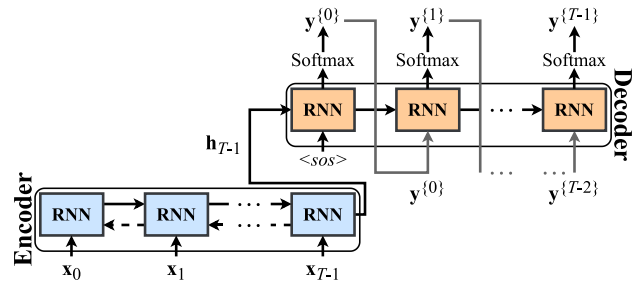 y{0} y{1} y{T-1}
Softmax Softmax Softmax
RNN RNN ... RNN
Decoder
<sos>
h_T-1
y{0} y{T-2}
Encoder
RNN RNN ... RNN
x_0 x_1 x_T-1